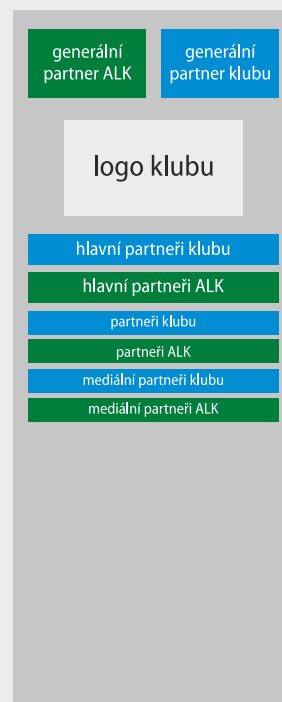 generální
partner ALK
generální
partner klubu
logo klubu
hlavní partneři klubu
hlavní partneři ALK
partneři klubu
partneři ALK
mediální partneři klubu
mediální partneři ALK